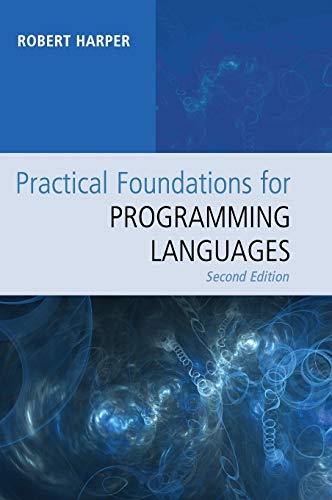 ROBERT HARPER
Practical Foundations for
PROGRAMMING
LANGUAGES
Second Edition